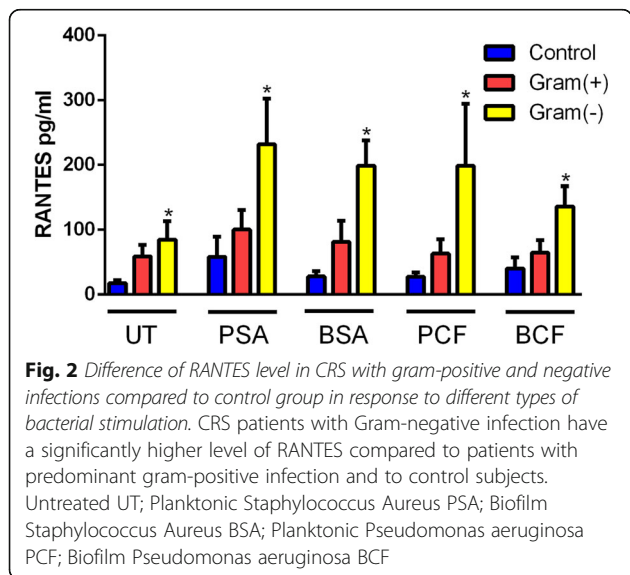 400
300
200
100
0
RANTES pg/ml
Control
Gram(+)
Gram(-)
* * * * *
UT PSA BSA PCF BCF
Fig. 2 Difference of RANTES level in CRS with gram-positive and negative
infections compared to control group in response to different types of
bacterial stimulation. CRS patients with Gram-negative infection have
a significantly higher level of RANTES compared to patients with
predominant gram-positive infection and to control subjects.
Untreated UT; Planktonic Staphylococcus Aureus PSA; Biofilm
Staphylococcus Aureus BSA; Planktonic Pseudomonas aeruginosa
PCF; Biofilm Pseudomonas aeruginosa BCF